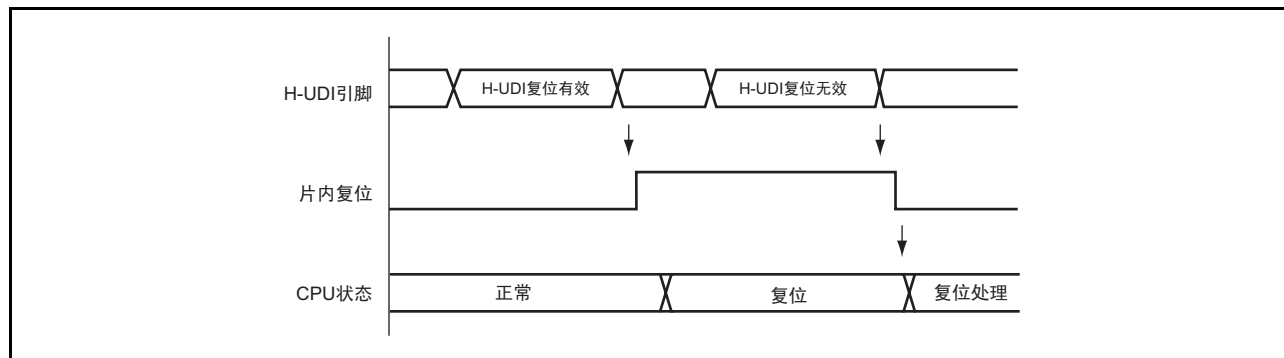 H-UDI引脚
H-UDI复位有效
H-UDI复位无效
片内复位
CPU状态
正常
复位
复位处理